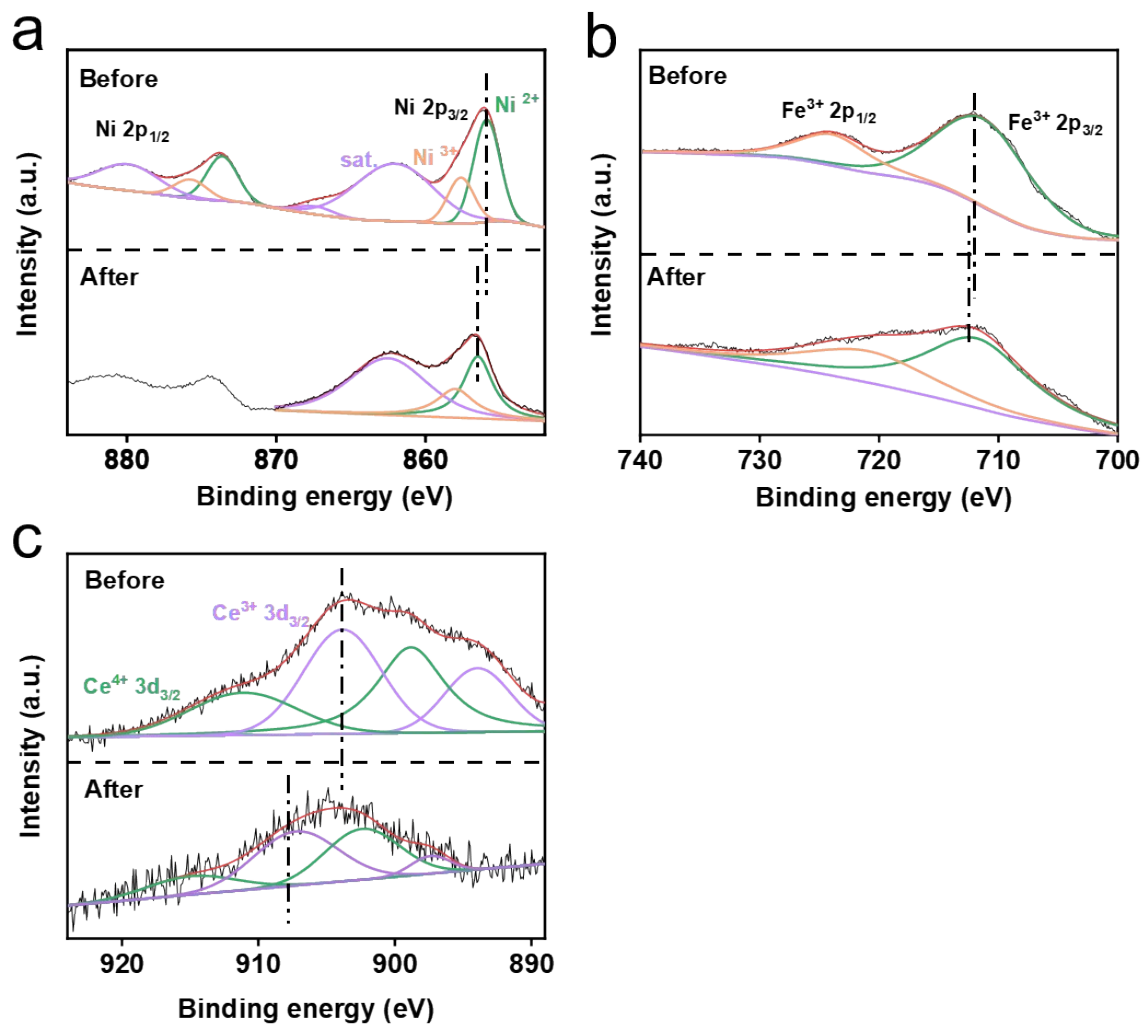 a
Before
Ni 2p1/2
Ni 2p3/2
Ni 2+
sat.
Ni 3+
After
Intensity (a.u.)
880 870 860
Binding energy (eV)
b
Before
Fe3+ 2p1/2
Fe3+ 2p3/2
After
Intensity (a.u.)
740 730 720 710 700
Binding energy (eV)
c
Before
Ce3+ 3d3/2
Ce4+ 3d3/2
After
Intensity (a.u.)
920 910 900 890
Binding energy (eV)